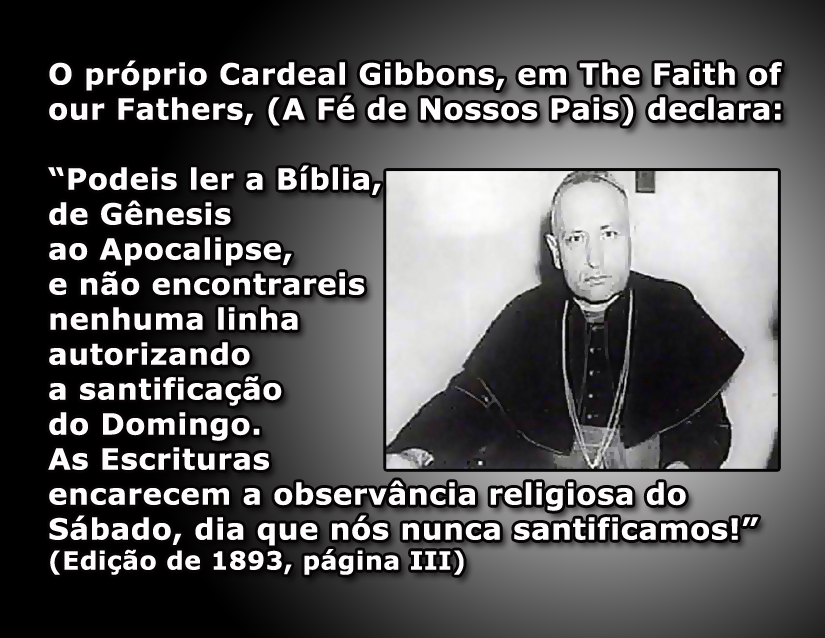 O próprio Cardeal Gibbons, em The Faith of
our Fathers, (A Fé de Nossos Pais) declara:
“Podeis ler a Bíblia,
de Gênesis
ao Apocalipse,
e não encontrareis
nenhuma linha
autorizando
a santificação
do Domingo.
As Escrituras
encarecem a observância religiosa do
Sábado, dia que nós nunca santificamos!”
(Edição de 1893, página III)